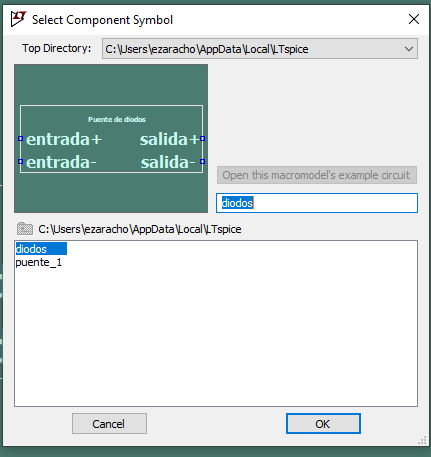 Select Component Symbol
Top Directory: C:\Users\ezaracho\AppData\Local\LTspice
Puente de diodos
entrada+ salida+
entrada- salida-
Open this macromodel's example circuit
diodos
C:\Users\ezaracho\AppData\Local\LTspice
diodos
puente_1
Cancel OK